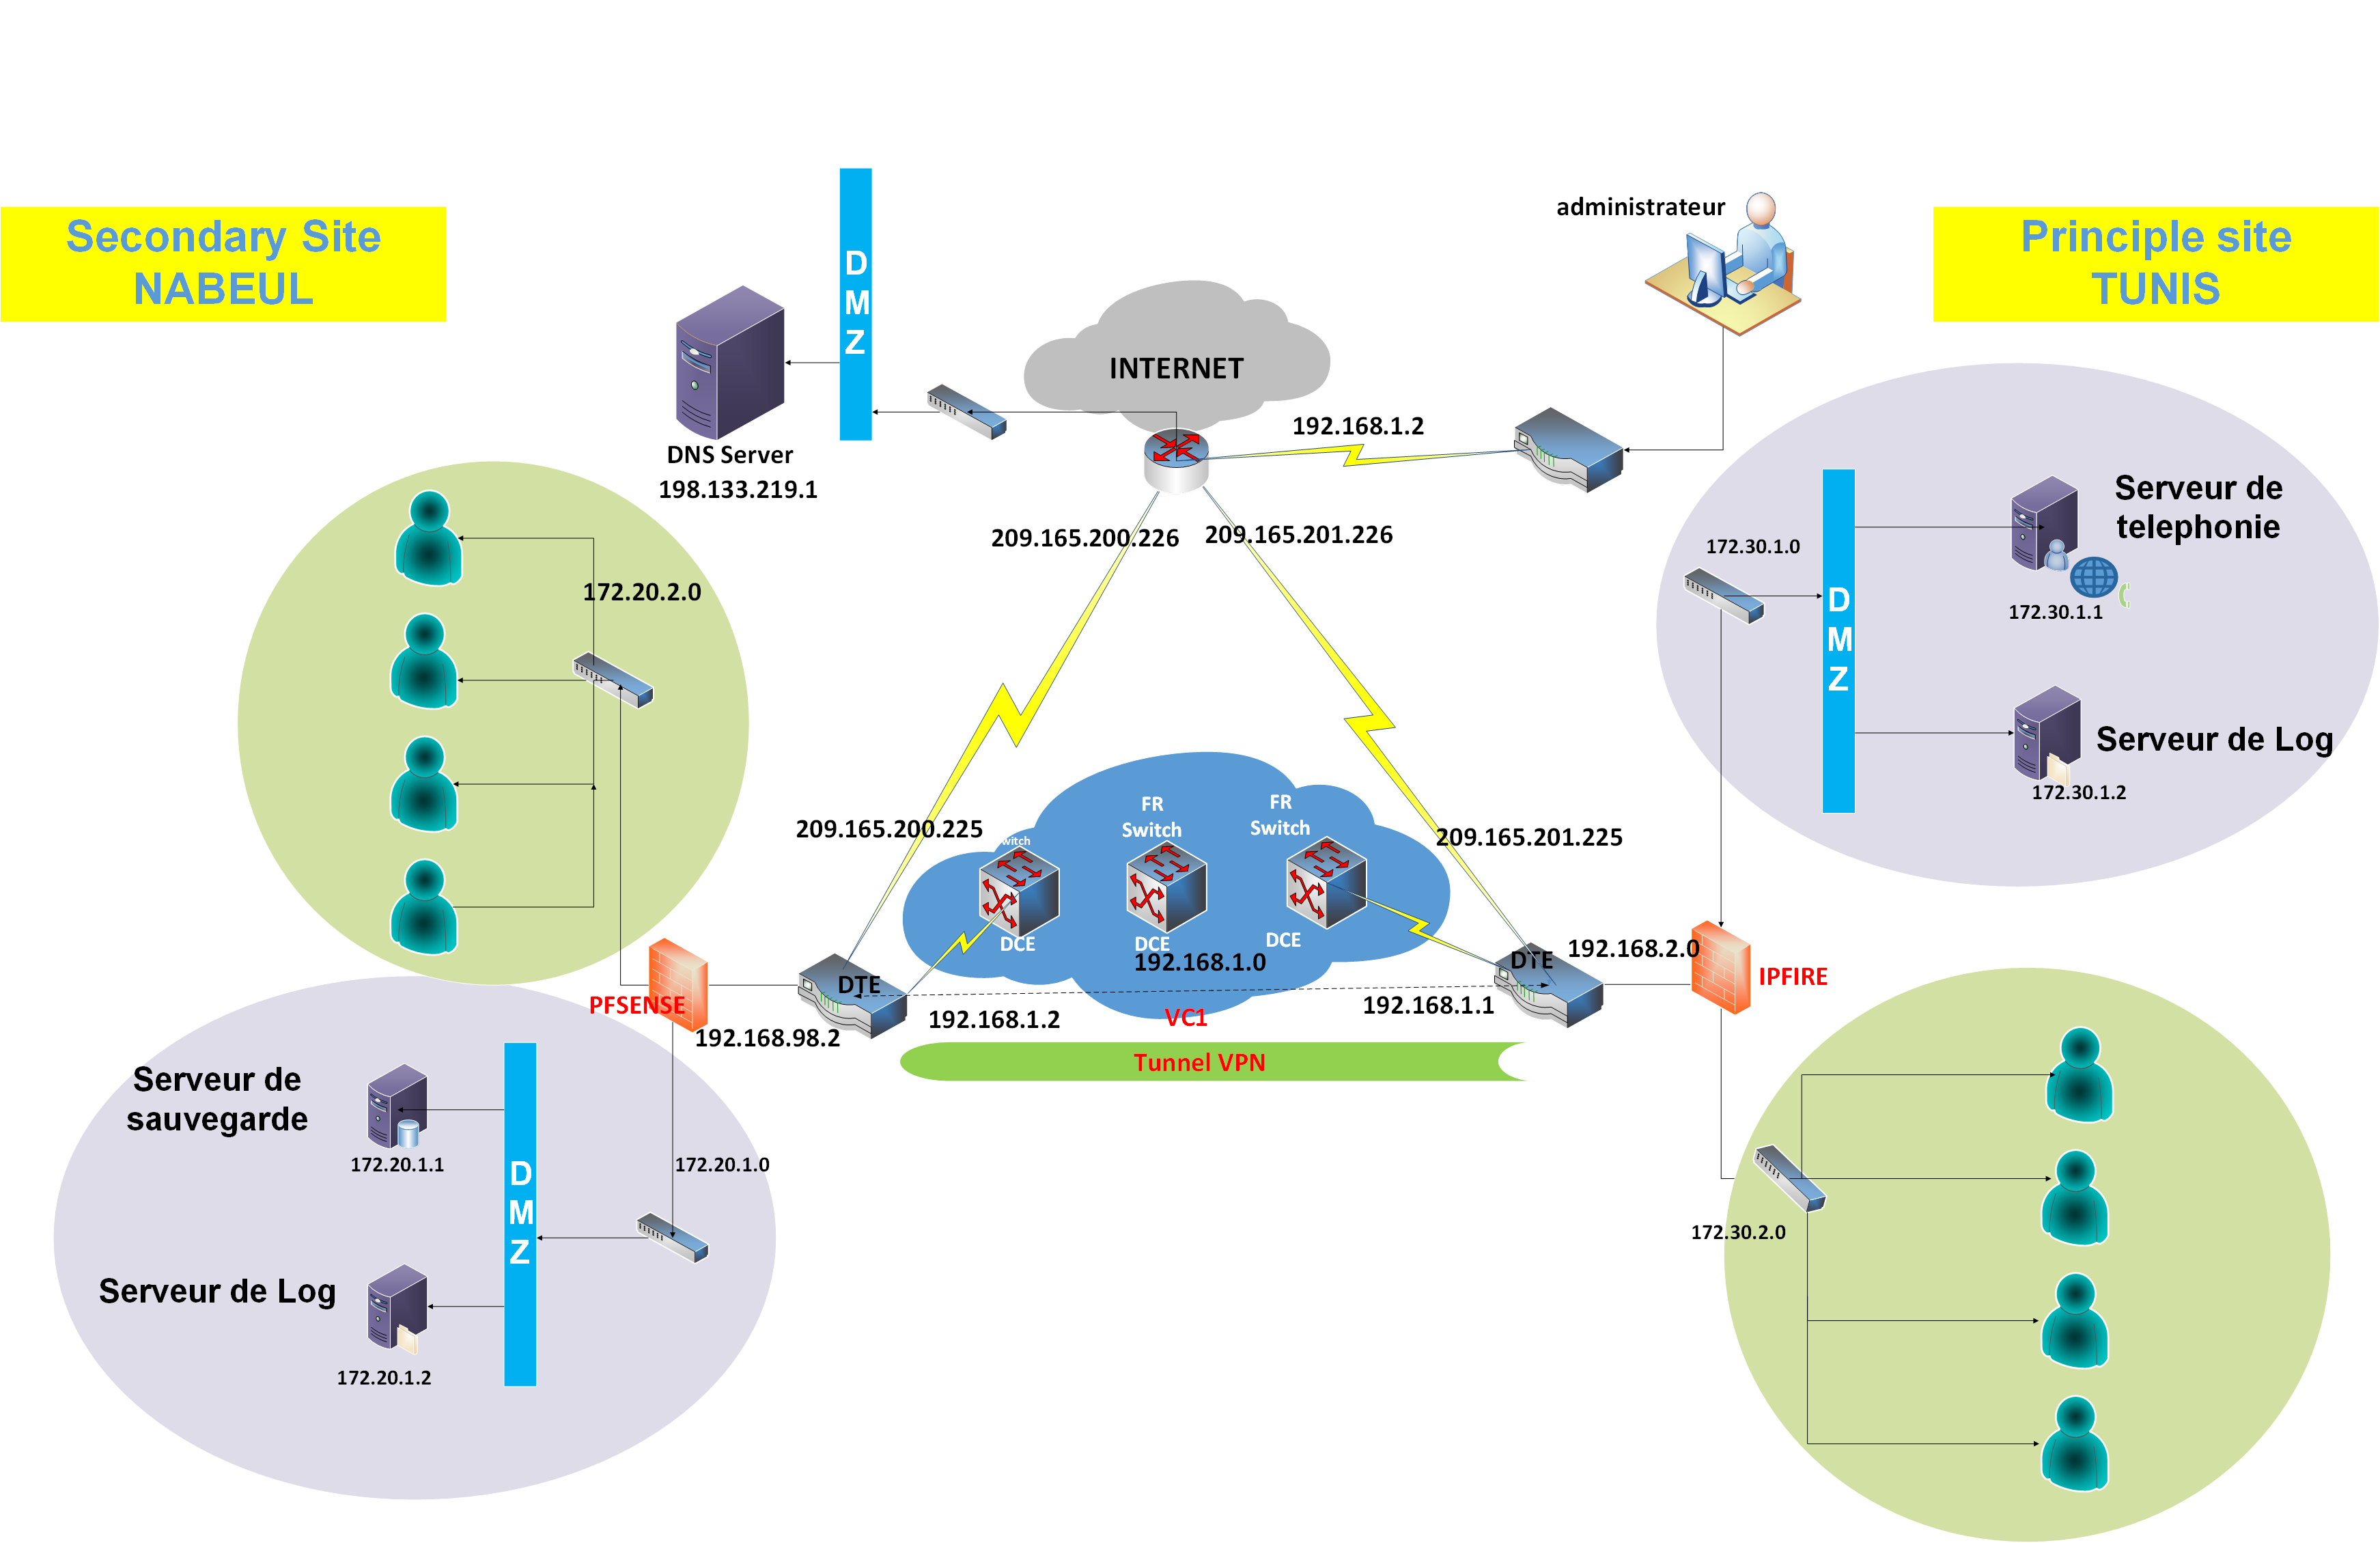 Secondary Site
NABEUL
Principle site
TUNIS
administrateur
D
M
Z
INTERNET
DNS Server
198.133.219.1
192.168.1.2
209.165.200.226
209.165.201.226
172.20.2.0
172.30.1.0
Serveur de
telephonie
172.30.1.1
D
M
Z
Serveur de Log
172.30.1.2
209.165.200.225
209.165.201.225
witch
FR
Switch
FR
Switch
DCE
DCE
DCE
192.168.1.0
DTE
DTE
192.168.2.0
PFSENSE
IPFIRE
192.168.98.2
192.168.1.2
192.168.1.1
VC1
Tunnel VPN
Serveur de
sauvegarde
172.20.1.1
172.20.1.0
D
M
Z
Serveur de Log
172.20.1.2
172.30.2.0